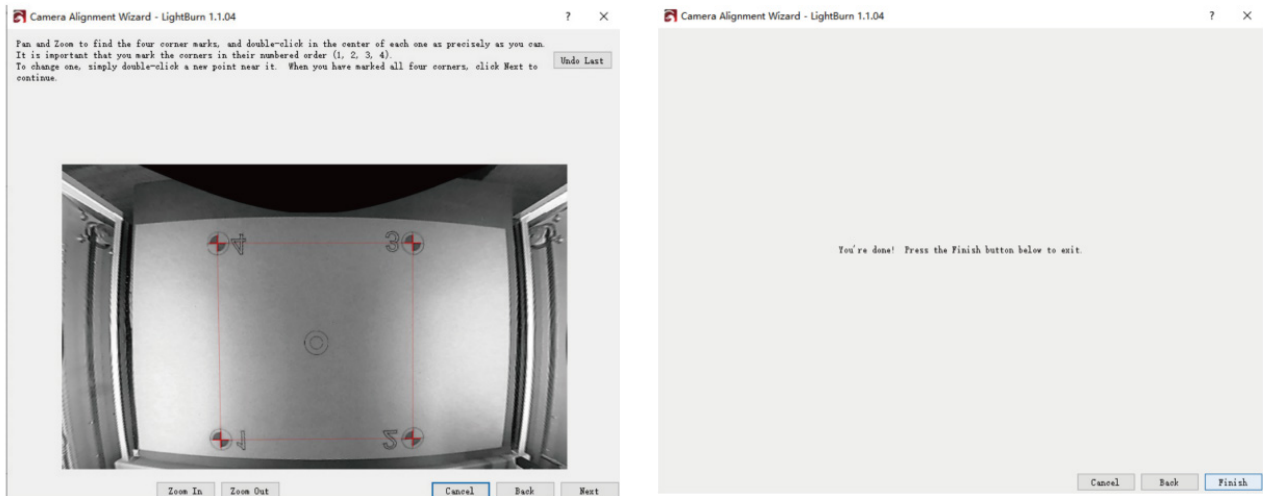 Camera Alignment Wizard - LightBurn 1.1.04
Pan and Zoom to find the four corner marks, and double-click in the center of each one as precisely as you can.
It is important that you mark the corners in their numbered order (1, 2, 3, 4).
To change one, simply double-click a new point near it. When you have marked all four corners, click Next to
continue.
Undo Last
4 3
1 2
Zoom In Zoom Out Cancel Back Next
Camera Alignment Wizard - LightBurn 1.1.04
You're done! Press the Finish button below to exit.
Cancel Back Finish